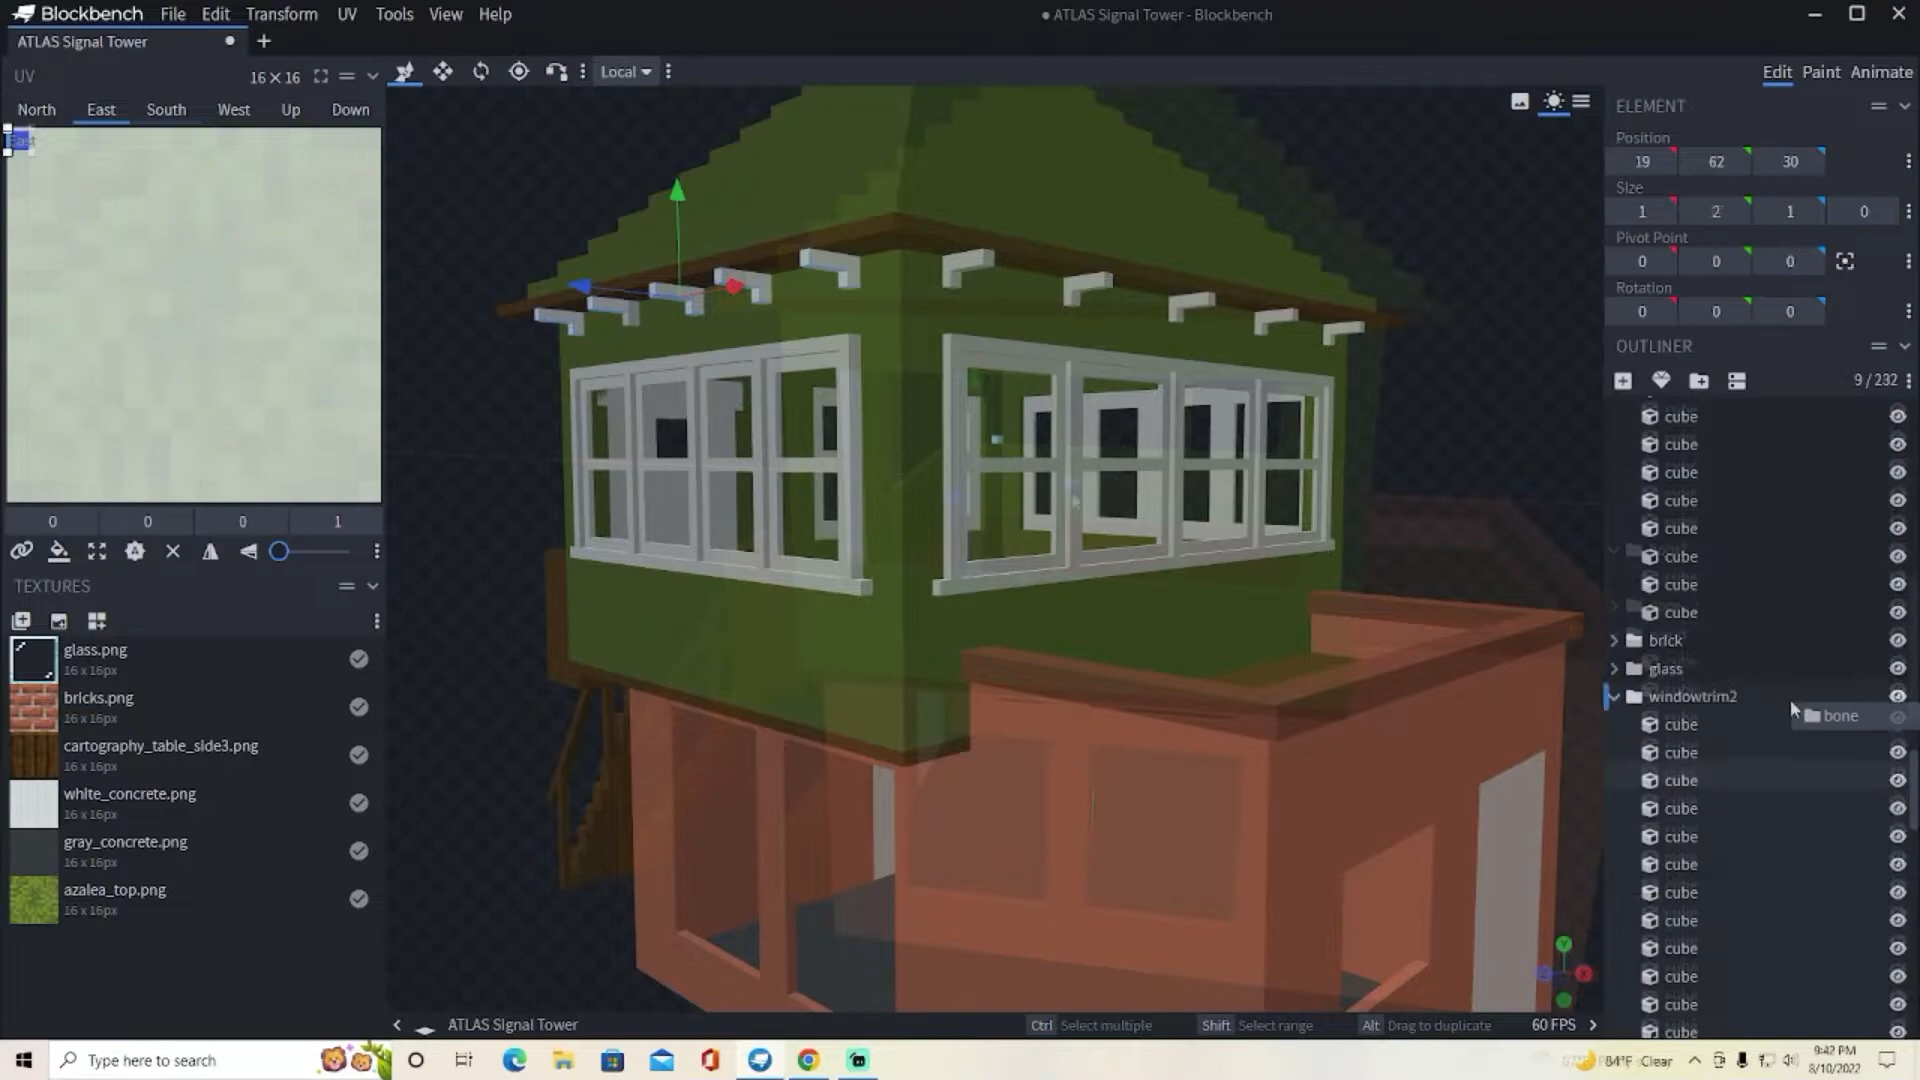 Blockbench File Edit Transform UV Tools View Help
● ATLAS Signal Tower - Blockbench
ATLAS Signal Tower
UV 16×16
Local
Edit Paint Animate
North East South West Up Down
ELEMENT
Position
19 62 30
Size
1 2 1 0
Pivot Point
0 0 0
Rotation
0 0 0
OUTLINER
9 / 232
cube
cube
cube
cube
cube
cube
cube
cube
brick
glass
windowtrim2
bone
cube
cube
cube
cube
cube
cube
cube
cube
cube
cube
cube
cube
0 0 0 1
TEXTURES
glass.png
16 x 16px
bricks.png
16 x 16px
cartography_table_side3.png
16 x 16px
white_concrete.png
16 x 16px
gray_concrete.png
16 x 16px
azalea_top.png
16 x 16px
ATLAS Signal Tower
Ctrl Select multiple Shift Select range Alt Drag to duplicate 60 FPS
Type here to search
84°F Clear
9:42 PM
8/10/2022